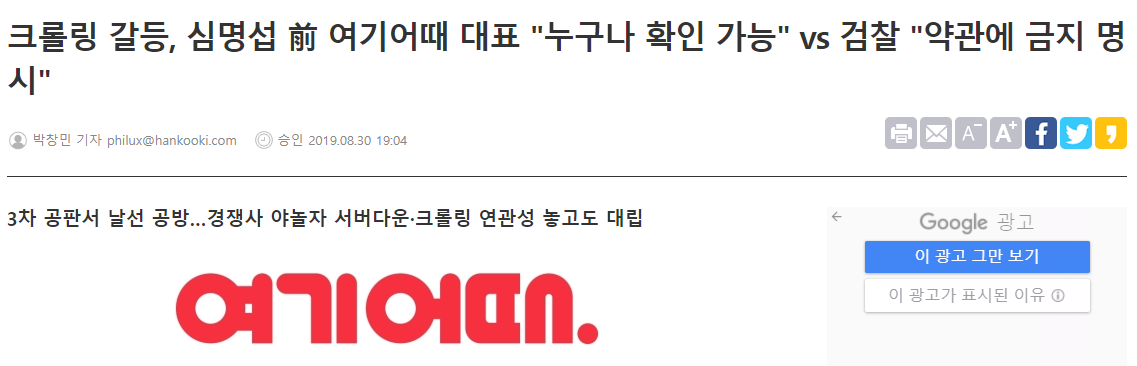 크롤링 갈등, 심명섭 前 여기어때 대표 "누구나 확인 가능" vs 검찰 "약관에 금지 명
시"
박창민 기자 philux@hankooki.com 승인 2019.08.30 19:04
A- A+
3차 공판서 날선 공방...경쟁사 야놀자 서버다운·크롤링 연관성 놓고도 대립
Google 광고
이 광고 그만 보기
이 광고가 표시된 이유
여기어때.